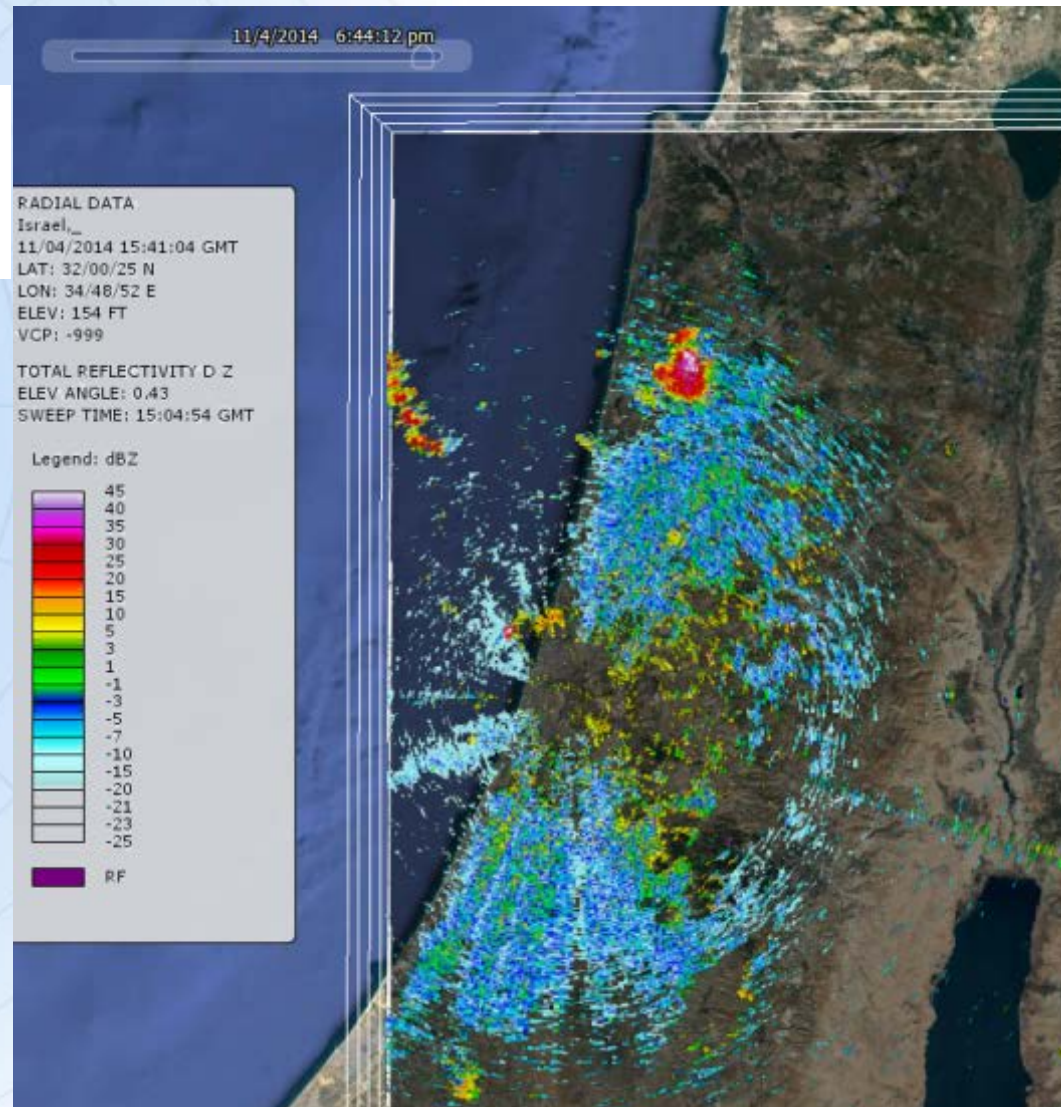 11/4/2014 6:44:12 pm
RADIAL DATA
Israel,_
11/04/2014 15:41:04 GMT
LAT: 32/00/25 N
LON: 34/48/52 E
ELEV: 154 FT
VCP: -999
TOTAL REFLECTIVITY D Z
ELEV ANGLE: 0.43
SWEEP TIME: 15:04:54 GMT
Legend: dBZ
45
40
35
30
25
20
15
10
5
3
1
-1
-3
-5
-7
-10
-15
-20
-21
-23
-25
RF